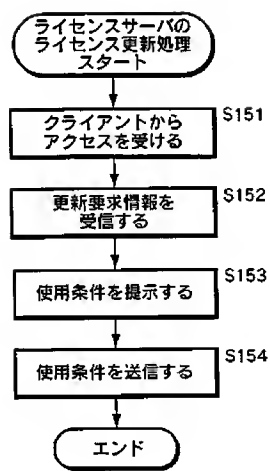 ライセンスサーバの
ライセンス更新処理
スタート
クライアントから
アクセスを受ける
S151
更新要求情報を
受信する
S152
使用条件を提示する
S153
使用条件を送信する
S154
エンド